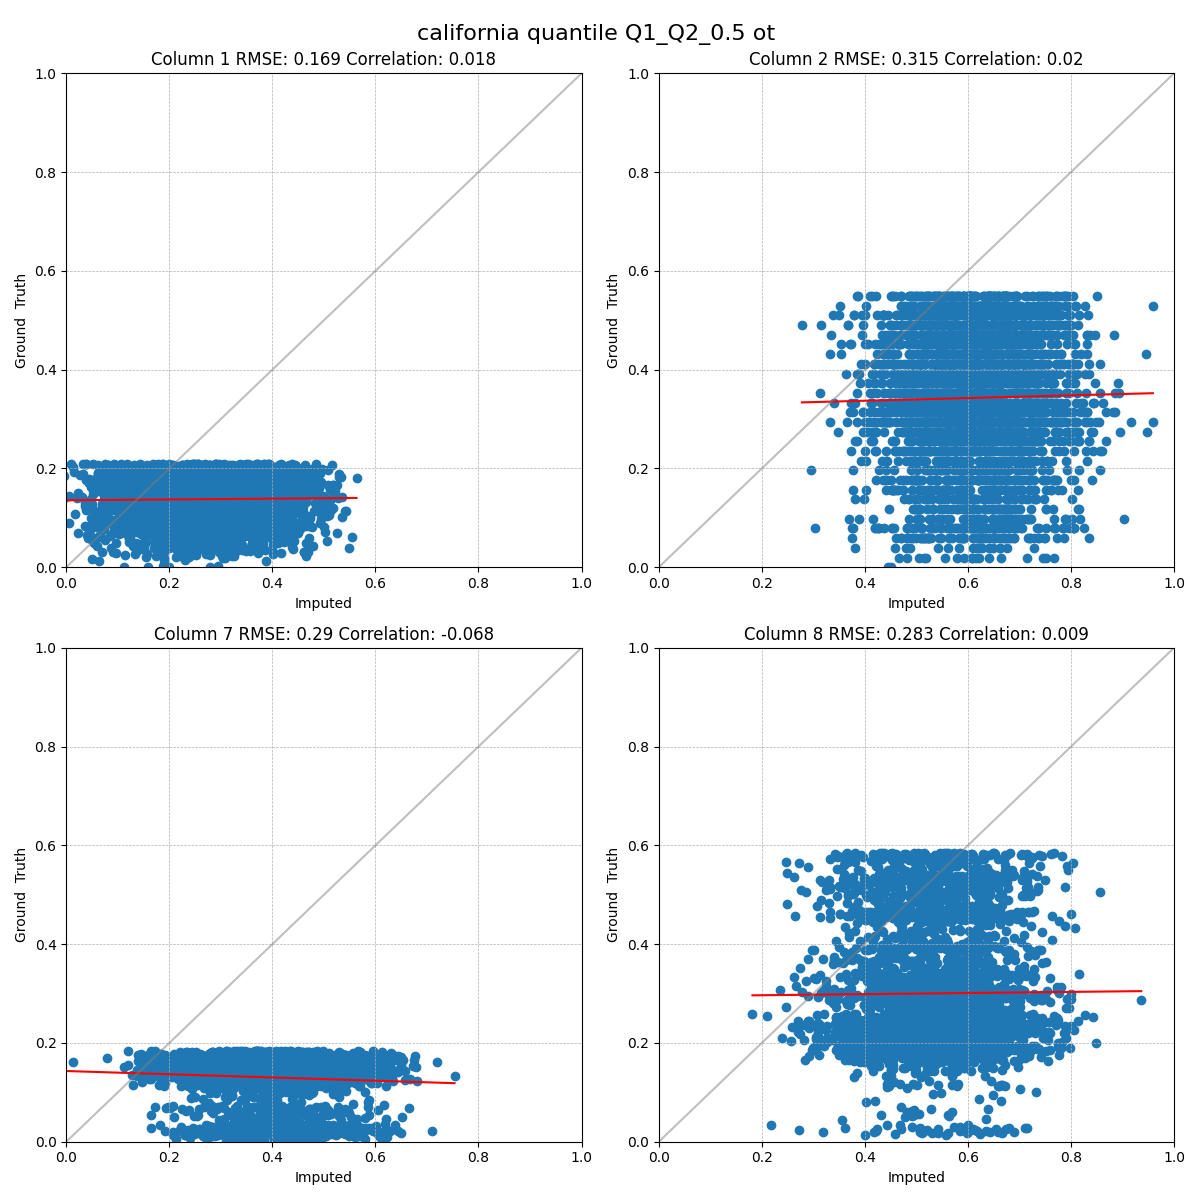 california quantile Q1_Q2_0.5 ot
Column 1 RMSE: 0.169 Correlation: 0.018
1.0
0.8
0.6
0.4
0.2
0.0
Ground Truth
0.0 0.2 0.4 0.6 0.8 1.0
Imputed
Column 2 RMSE: 0.315 Correlation: 0.02
1.0
0.8
0.6
0.4
0.2
0.0
Ground Truth
0.0 0.2 0.4 0.6 0.8 1.0
Imputed
Column 7 RMSE: 0.29 Correlation: -0.068
1.0
0.8
0.6
0.4
0.2
0.0
Ground Truth
0.0 0.2 0.4 0.6 0.8 1.0
Imputed
Column 8 RMSE: 0.283 Correlation: 0.009
1.0
0.8
0.6
0.4
0.2
0.0
Ground Truth
0.0 0.2 0.4 0.6 0.8 1.0
Imputed